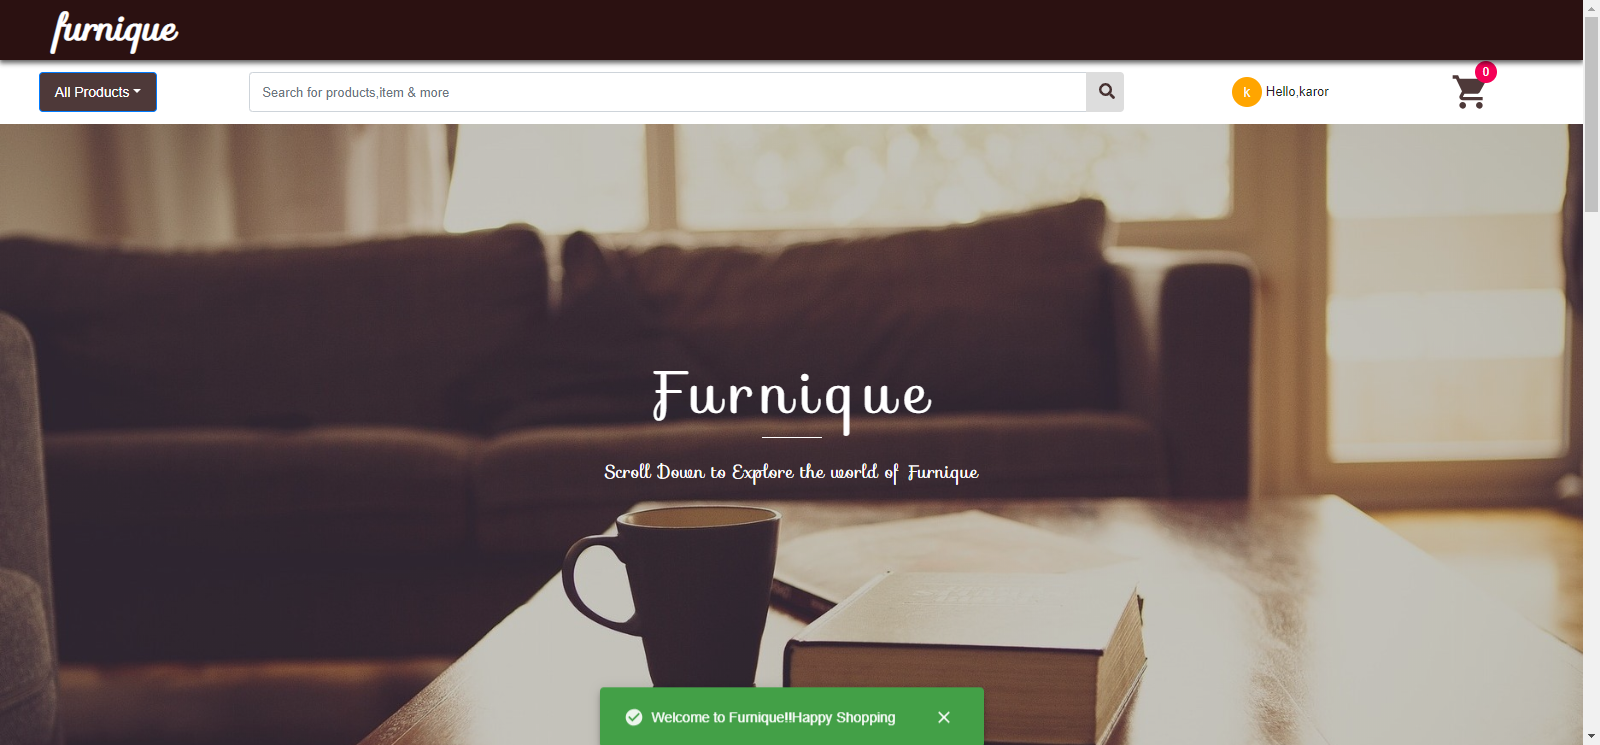 furnique
All Products
Search for products,item & more
k
Hello,karor
0
Furnique
Scroll Down to Explore the world of Furnique
Welcome to Furnique!!Happy Shopping